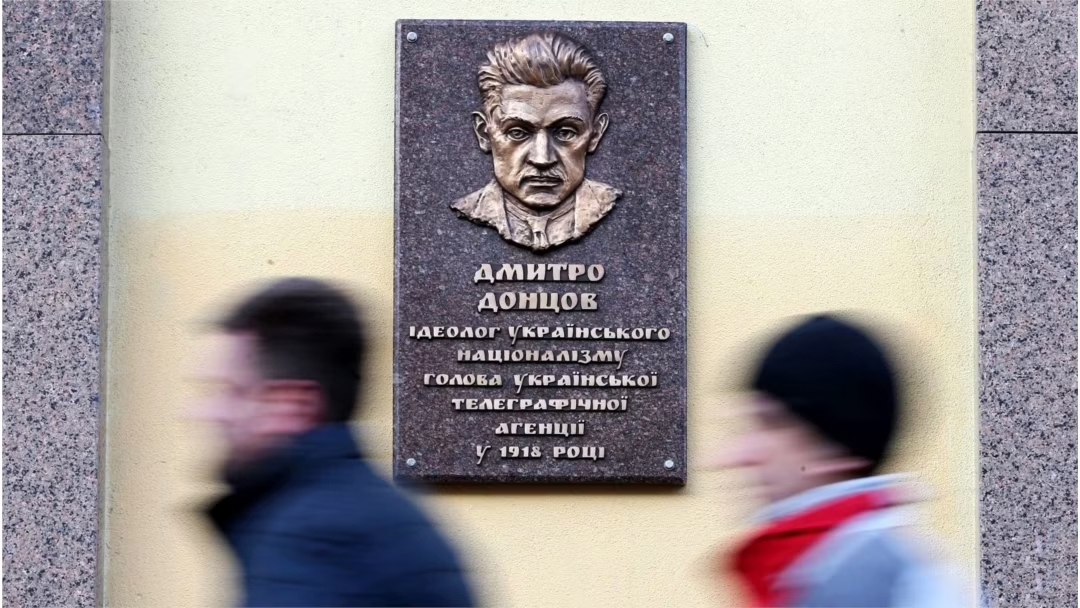 ДМИТРО
ДОНЦОВ
ІДЕОЛОГ УКРАЇНСЬКОГО
НАЦІОНАЛІЗМУ
ГОЛОВА УКРАЇНСЬКОЇ
ТЕЛЕГРАФІЧНОЇ
АГЕНЦІЇ
У 1918 РОЦІ